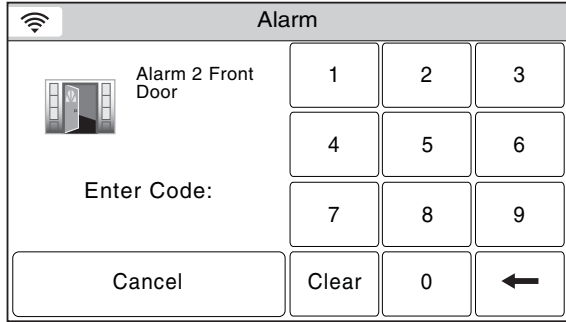 Alarm
Alarm 2 Front
Door
1 2 3
4 5 6
Enter Code:
7 8 9
Cancel Clear 0